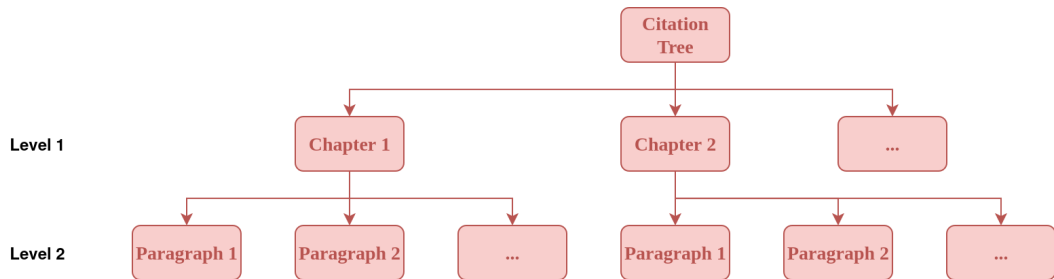 Citation
Tree
Level 1
Chapter 1
Chapter 2
...
Level 2
Paragraph 1
Paragraph 2
...
Paragraph 1
Paragraph 2
...